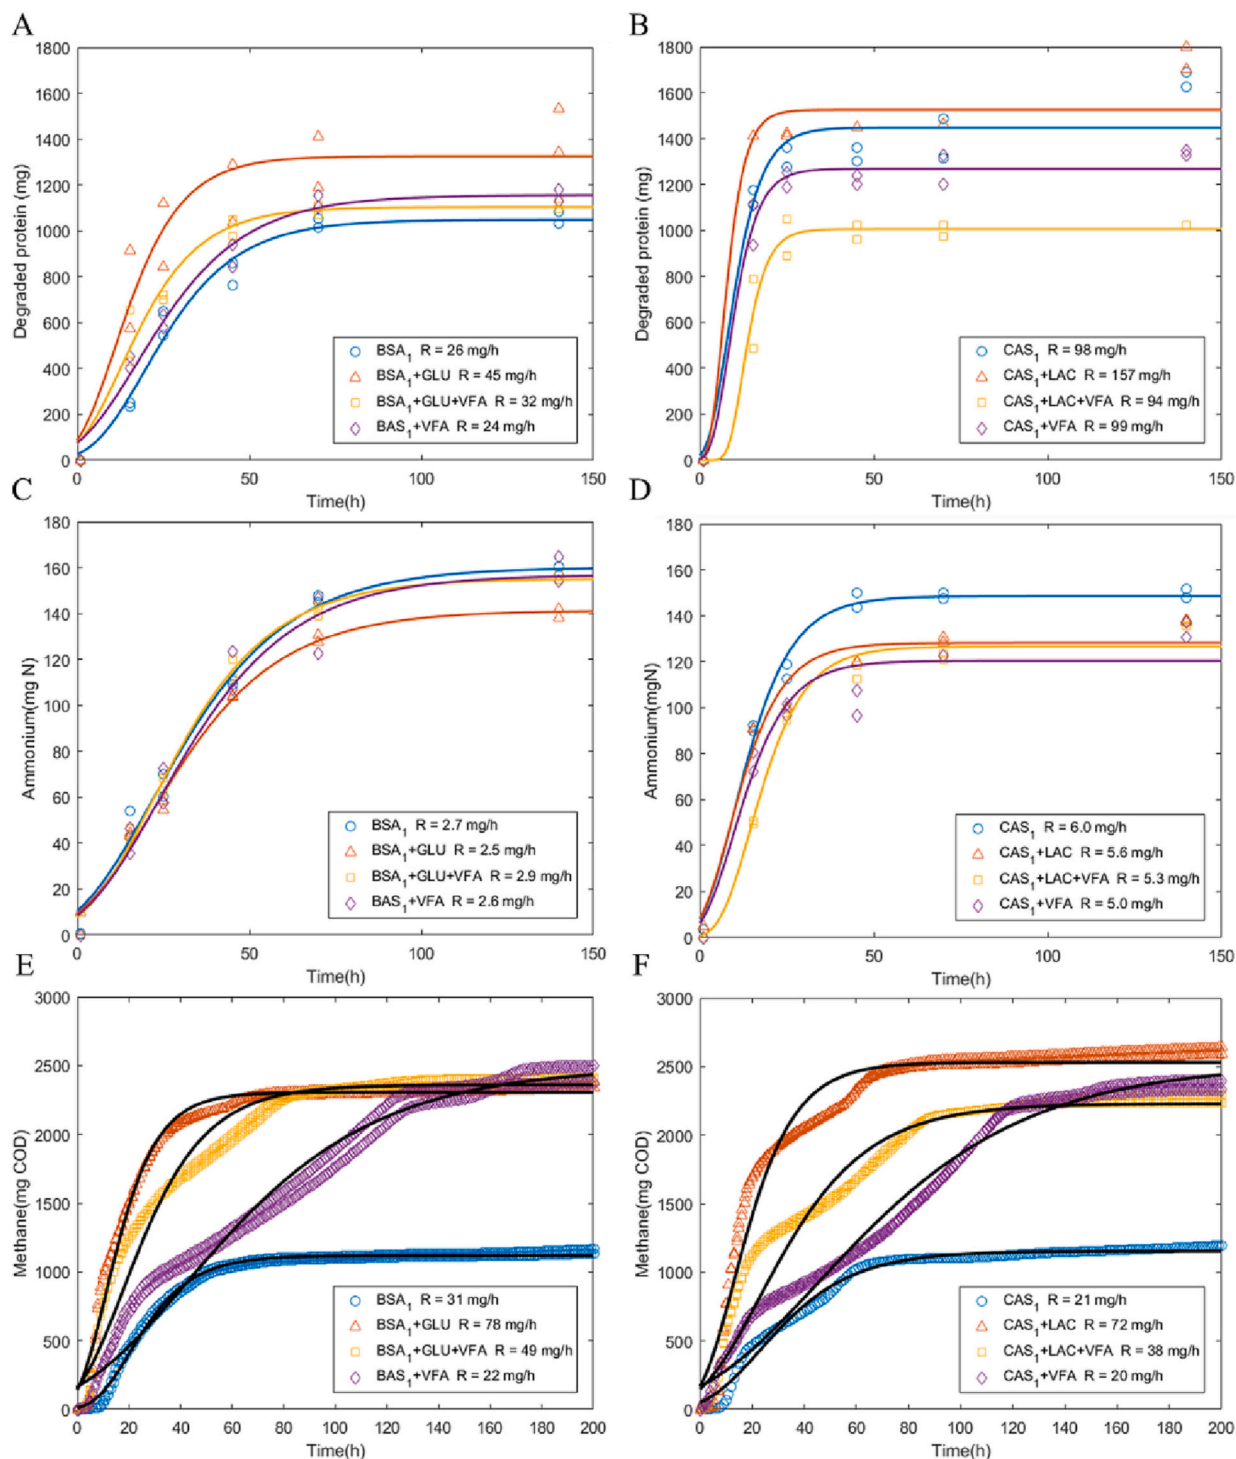 A
1800
1600
1400
1200
1000
800
600
400
200
0
Degraded protein (mg)
BSA₁ R = 26 mg/h
BSA₁+GLU R = 45 mg/h
BSA₁+GLU+VFA R = 32 mg/h
BAS₁+VFA R = 24 mg/h
0 50 100 150
Time(h)
B
1800
1600
1400
1200
1000
800
600
400
200
0
Degraded protein (mg)
CAS₁ R = 98 mg/h
CAS₁+LAC R = 157 mg/h
CAS₁+LAC+VFA R = 94 mg/h
CAS₁+VFA R = 99 mg/h
0 50 100 150
Time(h)
C
180
160
140
120
100
80
60
40
20
0
Ammonium(mg N)
BSA₁ R = 2.7 mg/h
BSA₁+GLU R = 2.5 mg/h
BSA₁+GLU+VFA R = 2.9 mg/h
BAS₁+VFA R = 2.6 mg/h
0 50 100 150
Time(h)
D
180
160
140
120
100
80
60
40
20
0
Ammonium(mgN)
CAS₁ R = 6.0 mg/h
CAS₁+LAC R = 5.6 mg/h
CAS₁+LAC+VFA R = 5.3 mg/h
CAS₁+VFA R = 5.0 mg/h
0 50 100 150
Time(h)
E
3000
2500
2000
1500
1000
500
0
Methane(mg COD)
BSA₁ R = 31 mg/h
BSA₁+GLU R = 78 mg/h
BSA₁+GLU+VFA R = 49 mg/h
BAS₁+VFA R = 22 mg/h
0 20 40 60 80 100 120 140 160 180 200
Time(h)
F
3000
2500
2000
1500
1000
500
0
Methane(mg COD)
CAS₁ R = 21 mg/h
CAS₁+LAC R = 72 mg/h
CAS₁+LAC+VFA R = 38 mg/h
CAS₁+VFA R = 20 mg/h
0 20 40 60 80 100 120 140 160 180 200
Time(h)